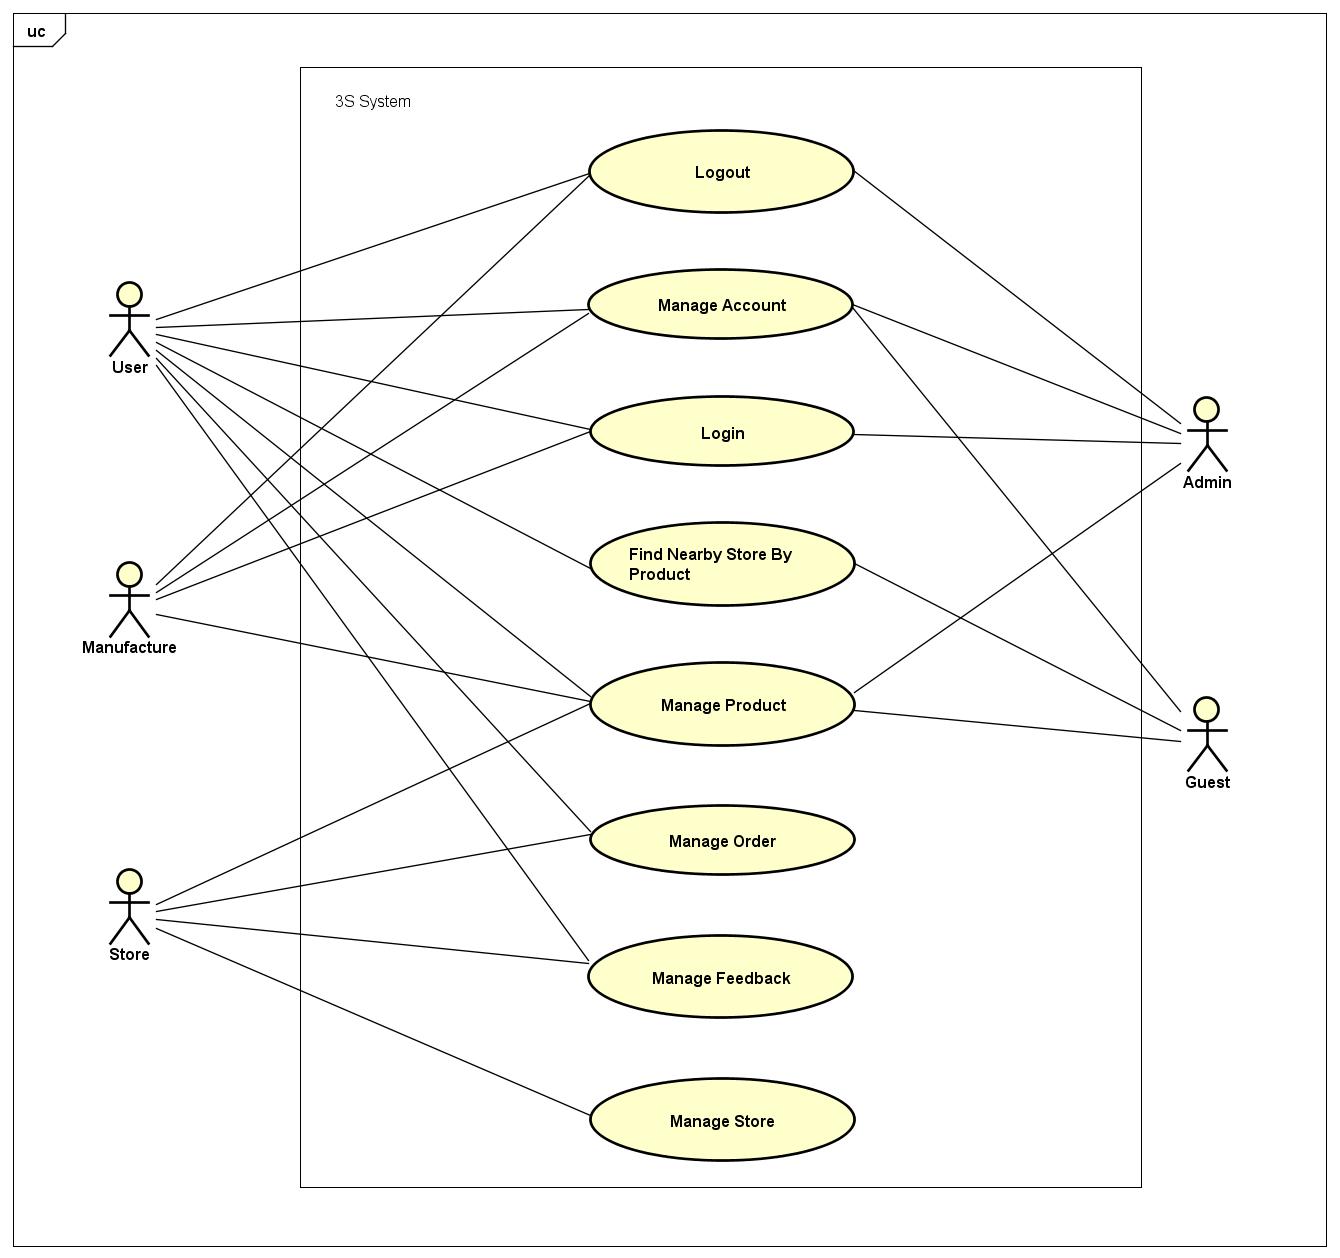 uc
3S System
Logout
Manage Account
User
Login
Admin
Find Nearby Store By
Product
Manufacture
Manage Product
Guest
Manage Order
Store
Manage Feedback
Manage Store